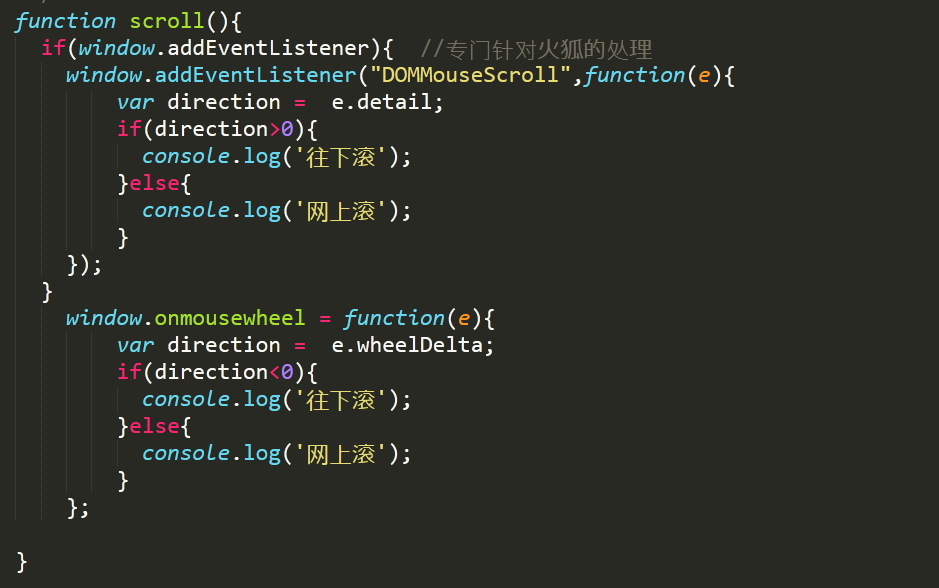 function scroll(){
if(window.addEventListener){ //专门针对火狐的处理
window.addEventListener("DOMMouseScroll",function(e){
var direction = e.detail;
if(direction>0){
console.log('往下滚');
}else{
console.log('网上滚');
}
});
}
window.onmousewheel = function(e){
var direction = e.wheelDelta;
if(direction<0){
console.log('往下滚');
}else{
console.log('网上滚');
}
};
}